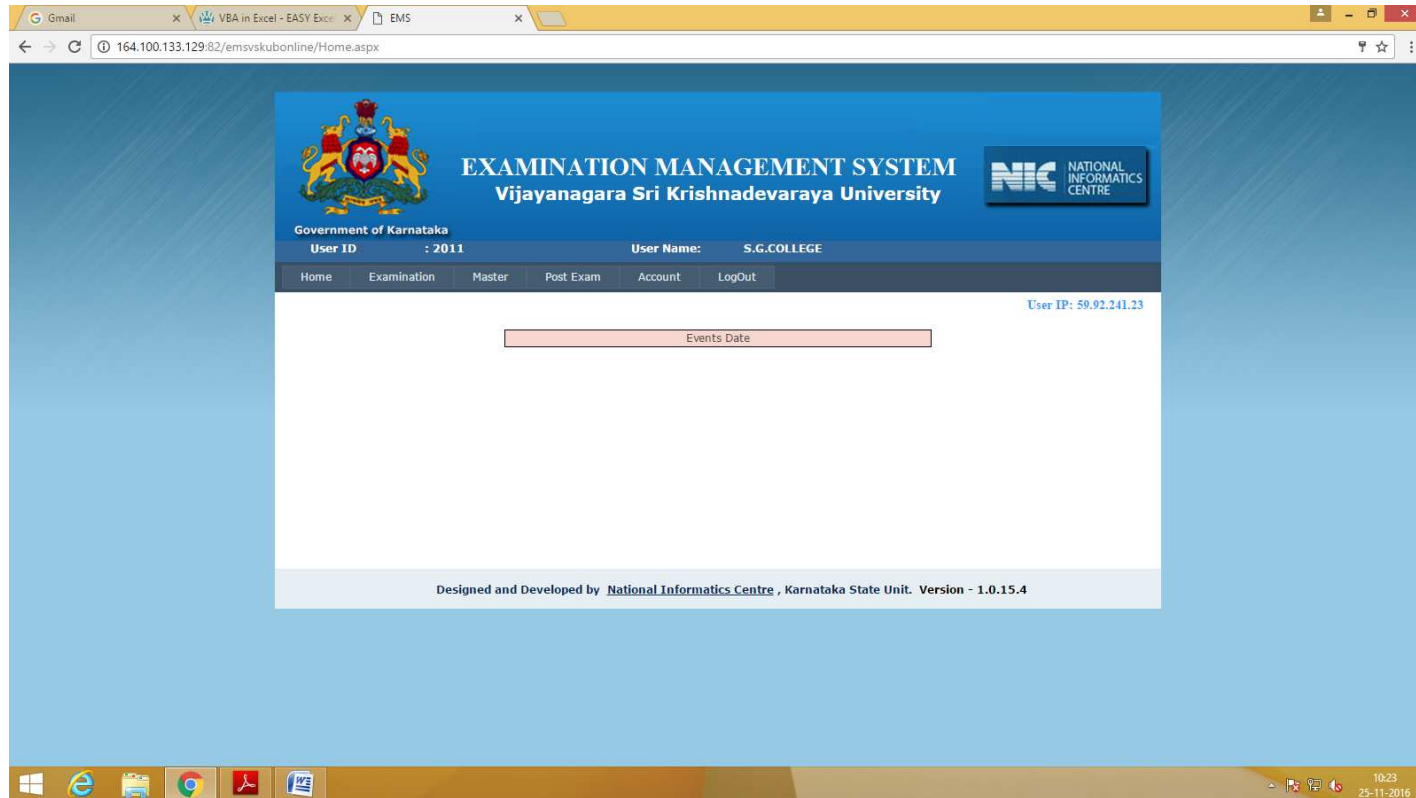 Gmail
VBA in Excel - EASY Exce
EMS
164.100.133.129:82/emsvskubonline/Home.aspx
EXAMINATION MANAGEMENT SYSTEM
Vijayanagara Sri Krishnadevaraya University
NIC NATIONAL INFORMATICS CENTRE
Government of Karnataka
User ID : 2011 User Name: S.G.COLLEGE
Home Examination Master Post Exam Account LogOut
User IP: 59.92.241.23
Events Date
Designed and Developed by National Informatics Centre , Karnataka State Unit. Version - 1.0.15.4
10:23
25-11-2016